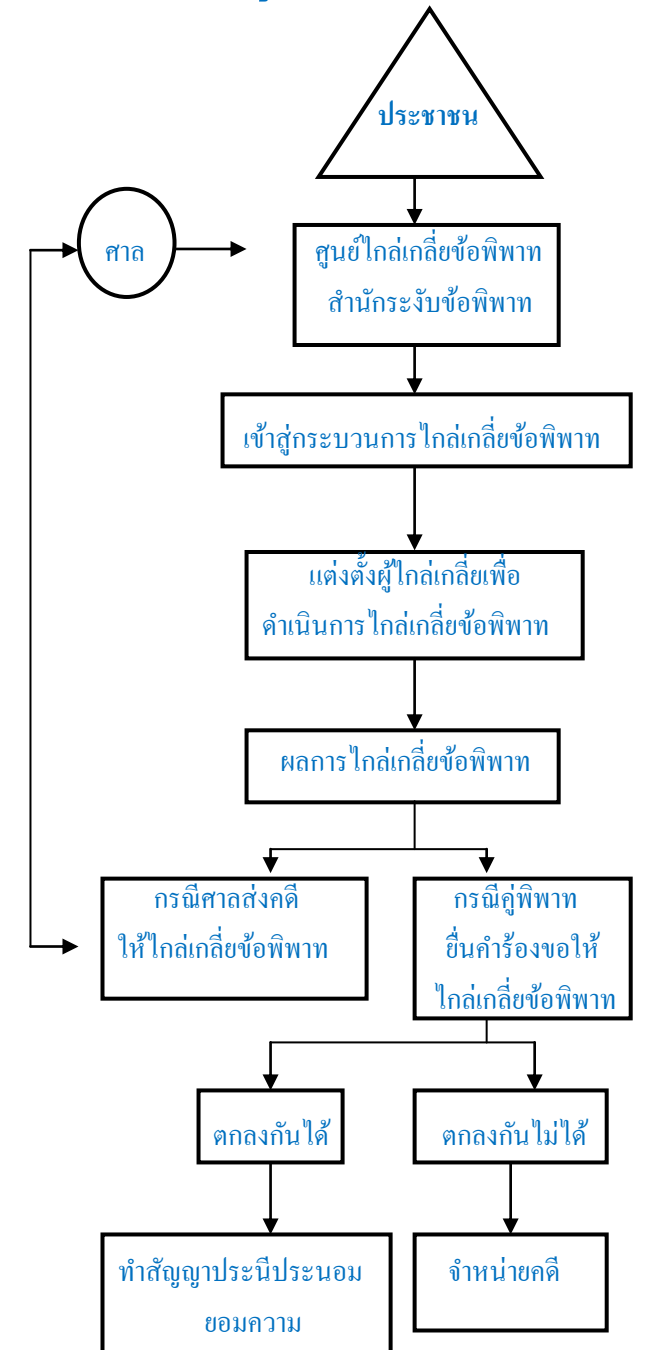 ประชาชน
ศาล
ศูนย์ไกล่เกลี่ยข้อพิพาท
สำนักระงับข้อพิพาท
เข้าสู่กระบวนการไกล่เกลี่ยข้อพิพาท
แต่งตั้งผู้ไกล่เกลี่ยเพื่อ
ดำเนินการไกล่เกลี่ยข้อพิพาท
ผลการไกล่เกลี่ยข้อพิพาท
กรณีศาลส่งคดี
ให้ไกล่เกลี่ยข้อพิพาท
กรณีคู่พิพาท
ยื่นคำร้องขอให้
ไกล่เกลี่ยข้อพิพาท
ตกลงกันได้
ตกลงกันไม่ได้
ทำสัญญาประนีประนอม
ยอมความ
จำหน่ายคดี